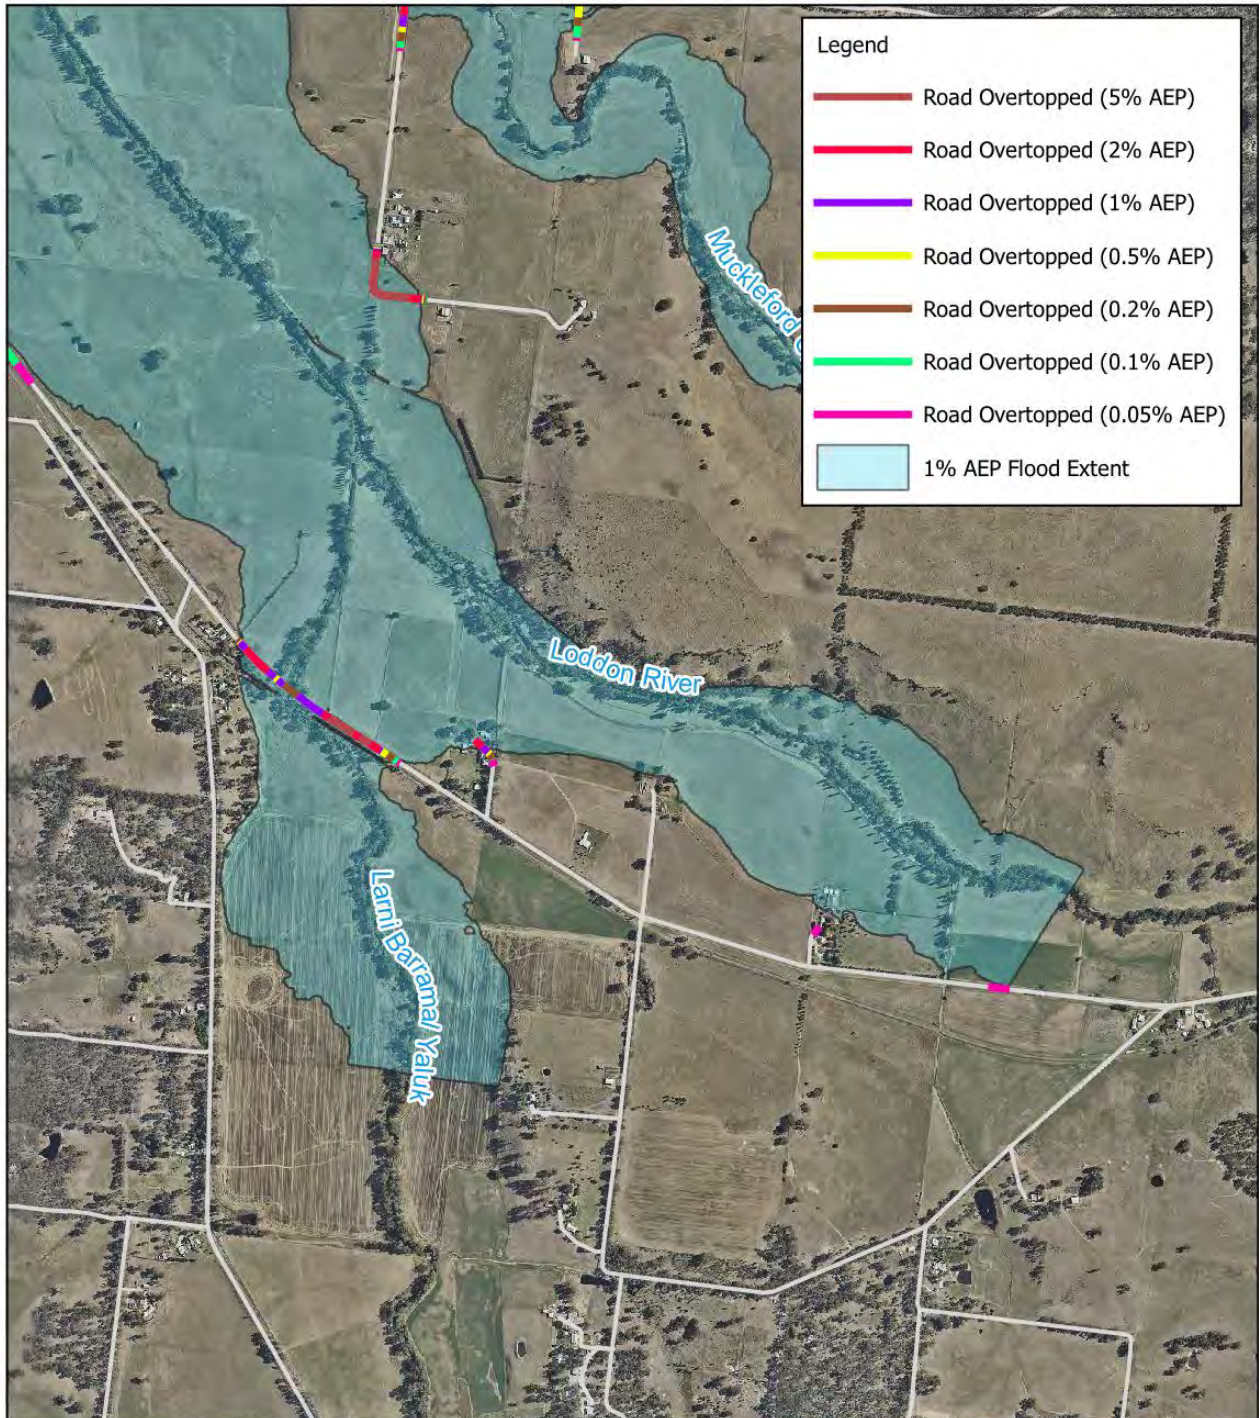 Legend
Road Overtopped (5% AEP)
Road Overtopped (2% AEP)
Road Overtopped (1% AEP)
Road Overtopped (0.5% AEP)
Road Overtopped (0.2% AEP)
Road Overtopped (0.1% AEP)
Road Overtopped (0.05% AEP)
1% AEP Flood Extent
Muckleford
Loddon River
Larni Barramal Yaluk